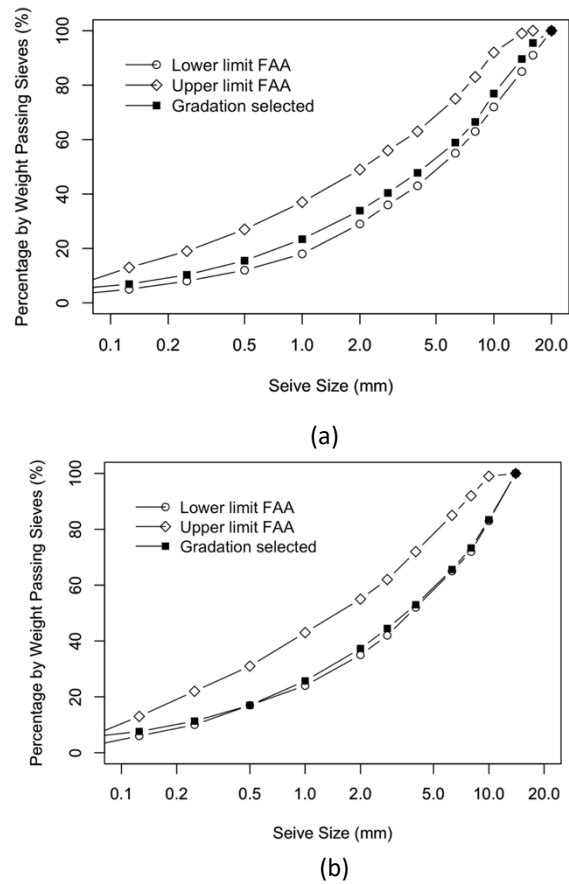 Percentage by Weight Passing Sieves (%)
100
80
60
40
20
0
Lower limit FAA
Upper limit FAA
Gradation selected
0.1 0.2 0.5 1.0 2.0 5.0 10.0 20.0
Seive Size (mm)
(a)
Percentage by Weight Passing Sieves (%)
100
80
60
40
20
0
Lower limit FAA
Upper limit FAA
Gradation selected
0.1 0.2 0.5 1.0 2.0 5.0 10.0 20.0
Seive Size (mm)
(b)